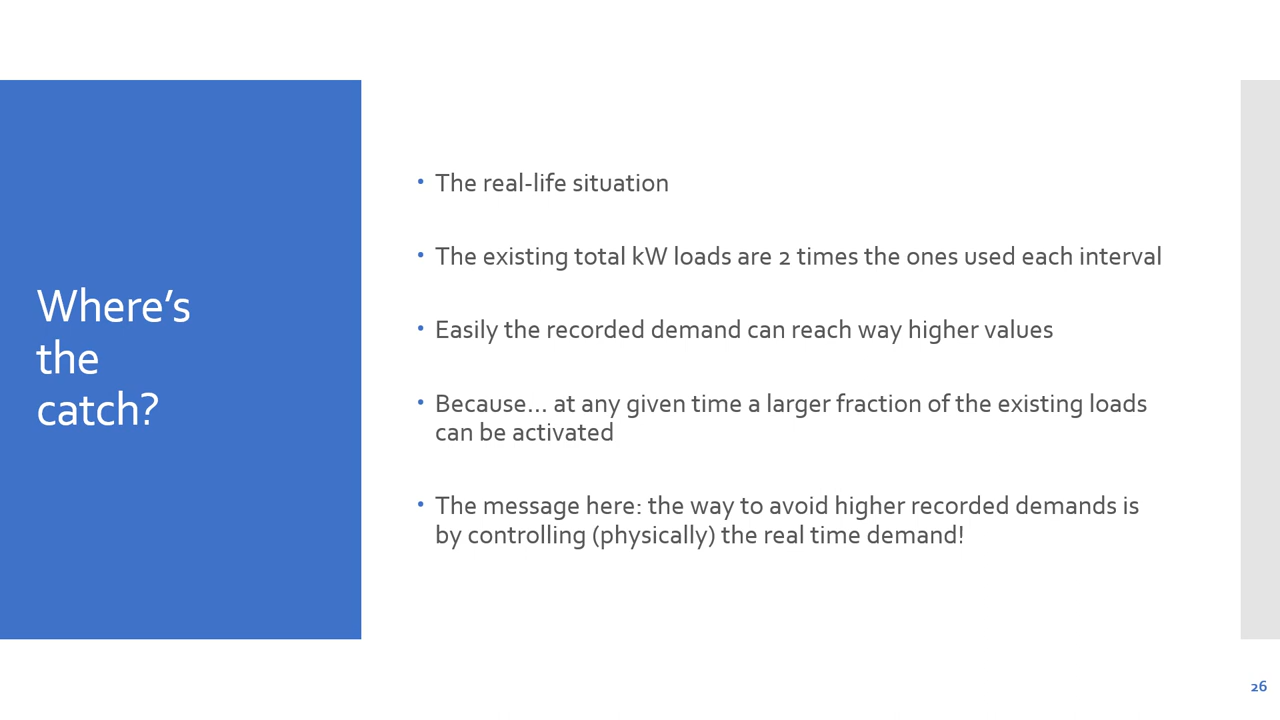 Where’s
the
catch?
• The real-life situation
• The existing total kW loads are 2 times the ones used each interval
• Easily the recorded demand can reach way higher values
• Because… at any given time a larger fraction of the existing loads
can be activated
• The message here: the way to avoid higher recorded demands is
by controlling (physically) the real time demand!
26